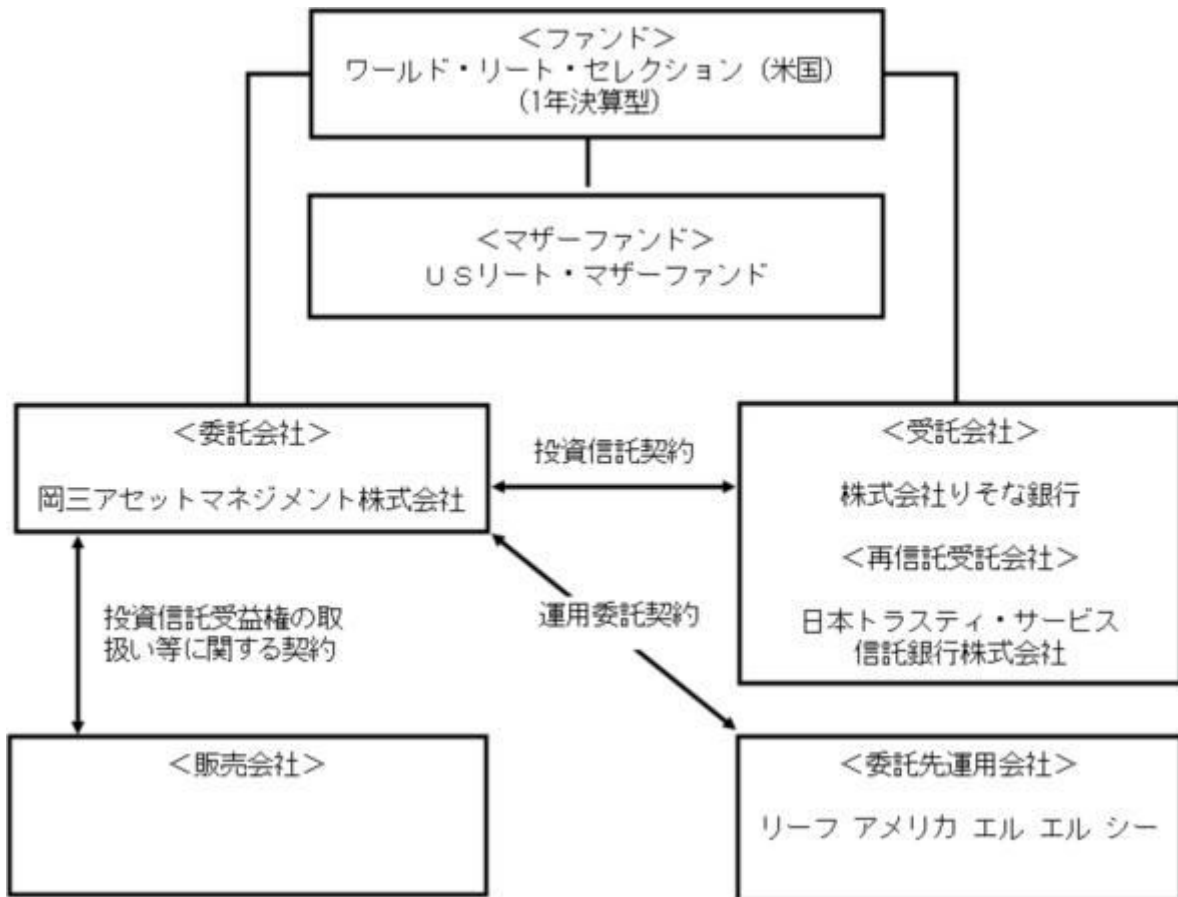 ＜ファンド＞
ワールド・リート・セレクション（米国）
（1年決算型）
＜マザーファンド＞
ＵＳリート・マザーファンド
＜委託会社＞
岡三アセットマネジメント株式会社
投資信託契約
＜受託会社＞
株式会社りそな銀行
＜再信託受託会社＞
日本トラスティ・サービス
信託銀行株式会社
投資信託受益権の取
扱い等に関する契約
運用委託契約
＜販売会社＞
＜委託先運用会社＞
リーフ アメリカ エル エル シー